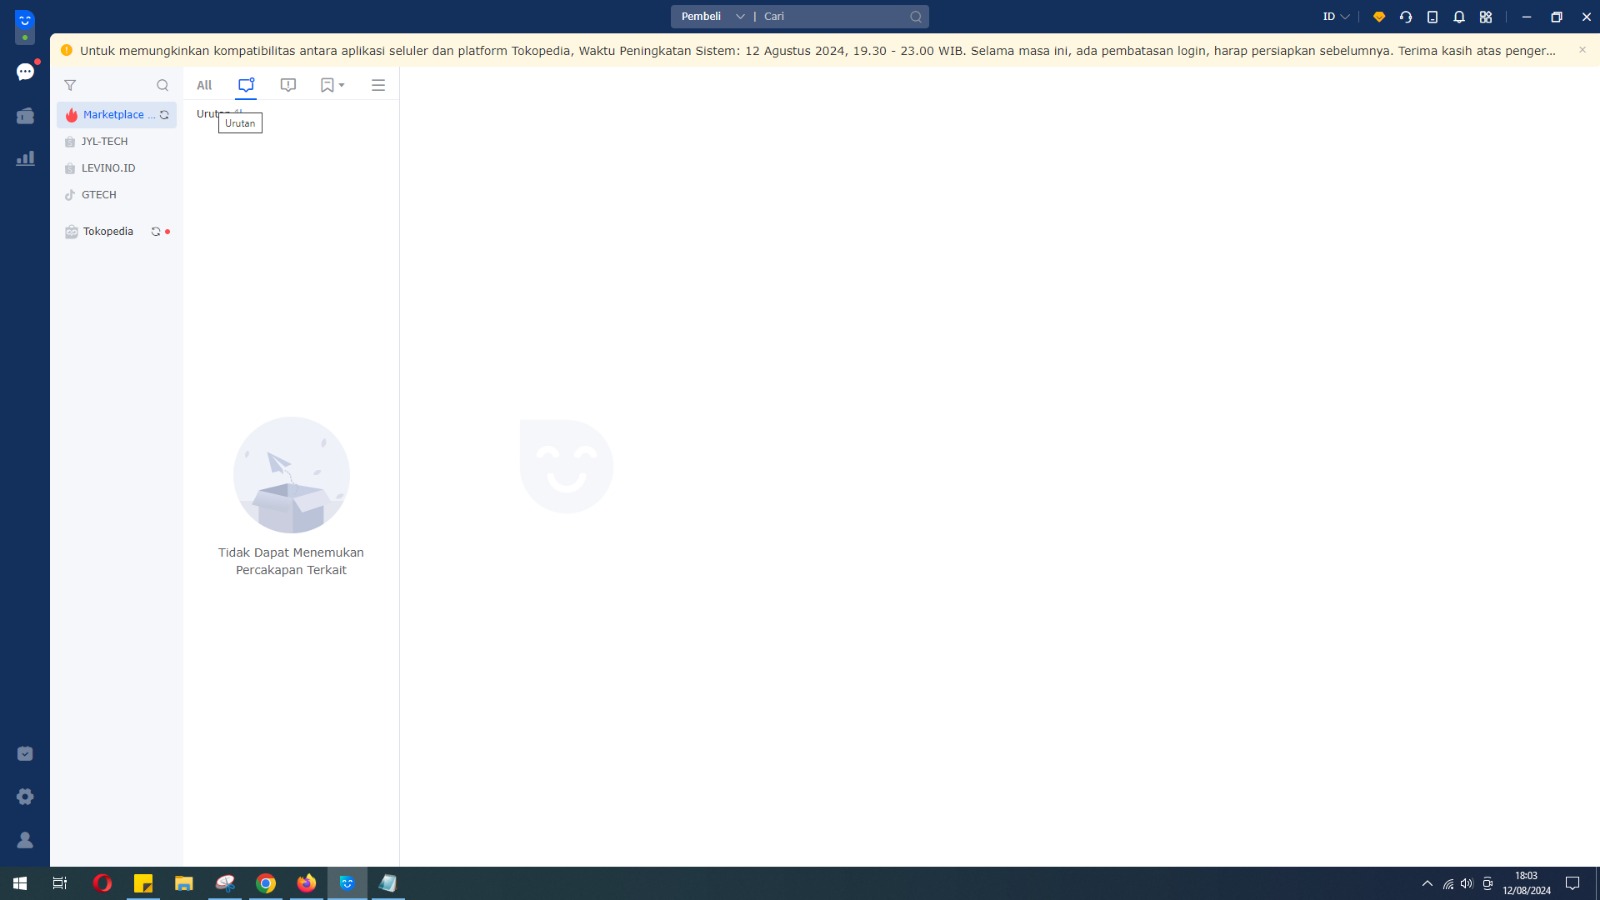 Pembeli | Cari
ID
Untuk memungkinkan kompatibilitas antara aplikasi seluler dan platform Tokopedia, Waktu Peningkatan Sistem: 12 Agustus 2024, 19.30 - 23.00 WIB. Selama masa ini, ada pembatasan login, harap persiapkan sebelumnya. Terima kasih atas penger...
All
Marketplace ...
JYL-TECH
LEVINO.ID
GTECH
Tokopedia
Urutan
Tidak Dapat Menemukan
Percakapan Terkait
18:03
12/08/2024